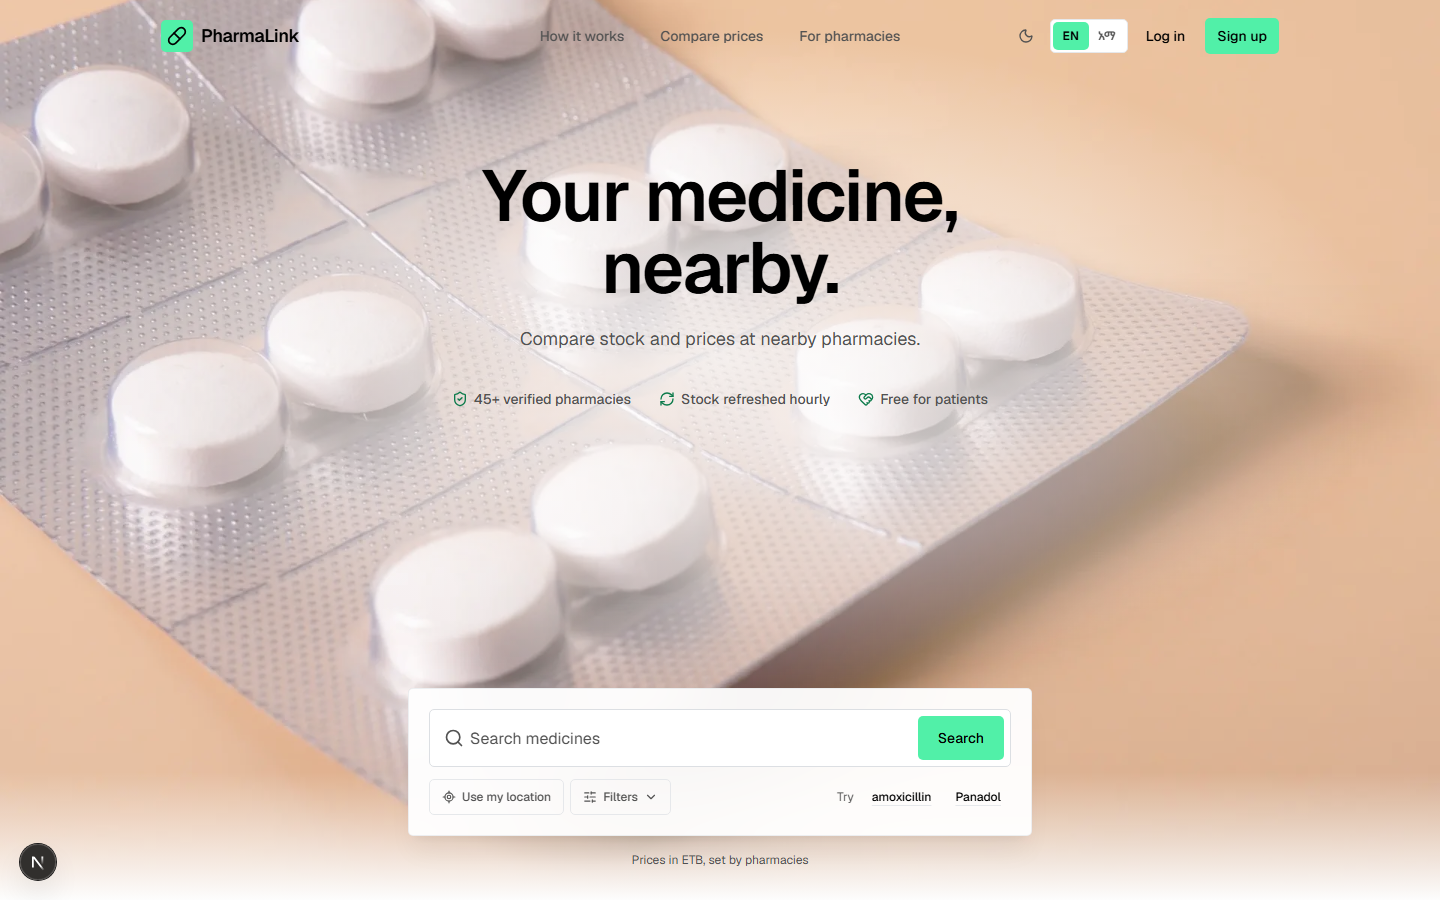 PharmaLink
How it works
Compare prices
For pharmacies
EN
አማ
Log in
Sign up
Your medicine,
nearby.
Compare stock and prices at nearby pharmacies.
45+ verified pharmacies
Stock refreshed hourly
Free for patients
Search medicines
Search
Use my location
Filters
Try
amoxicillin
Panadol
Prices in ETB, set by pharmacies
N